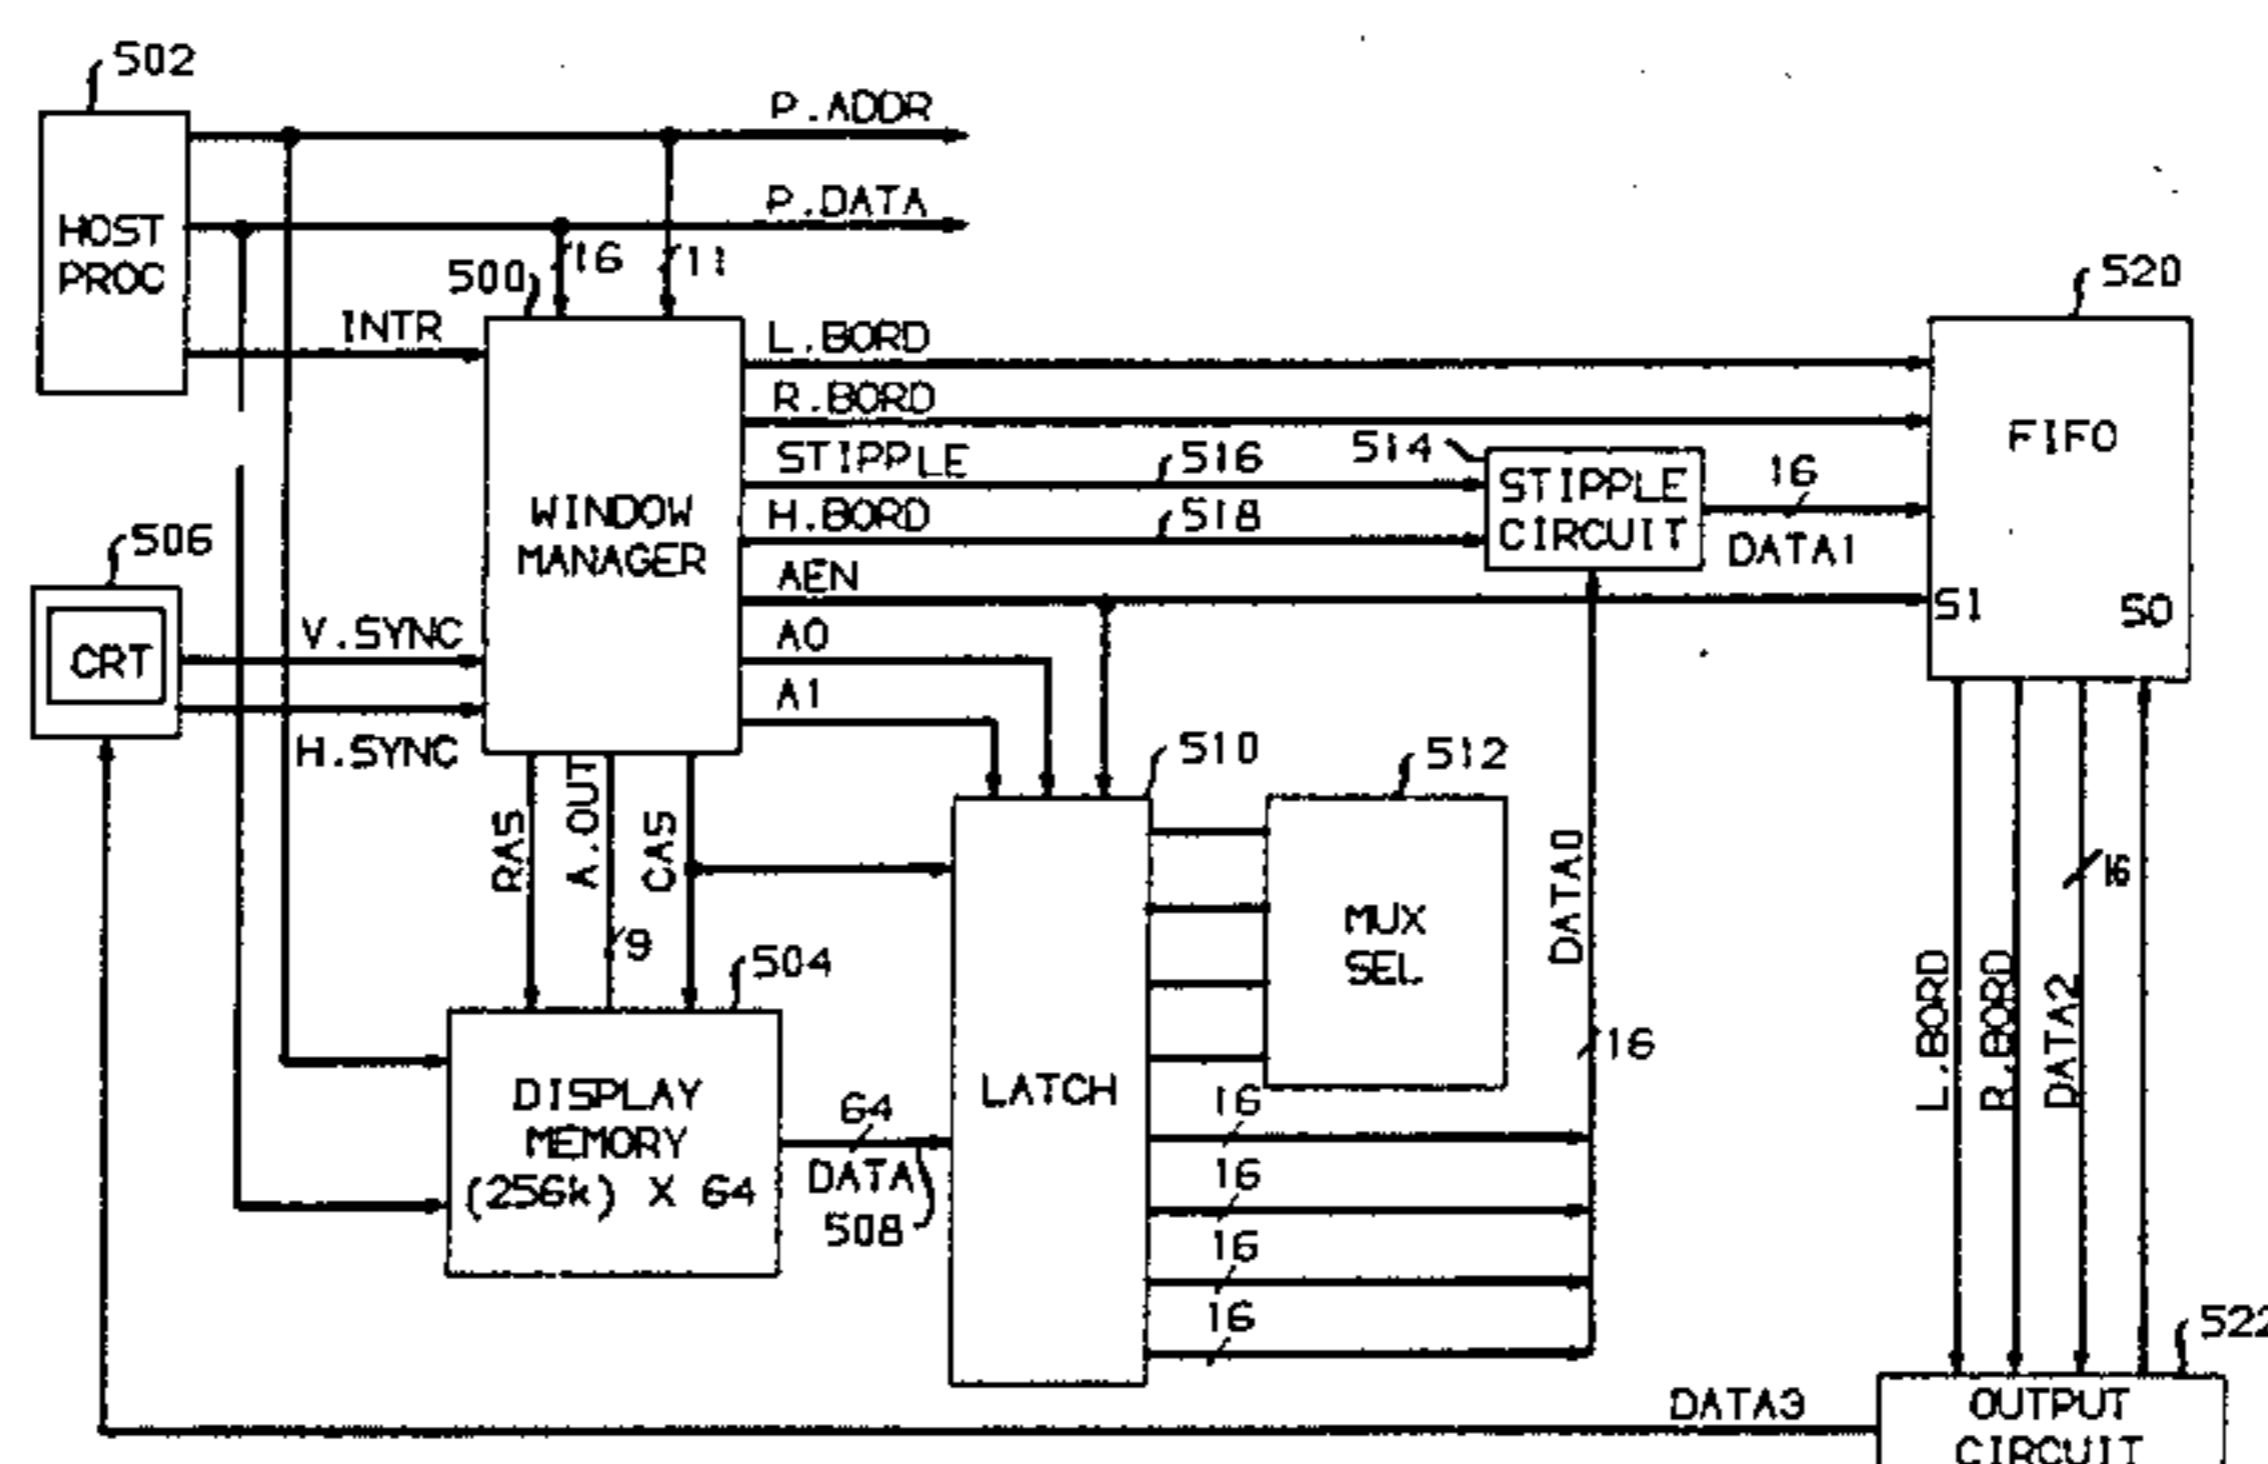 502
P.ADDR
P.DATA
HOST
PROC
16
11
500
INTR
520
L.BORD
R.BORD
FIFO
STIPPLE
516
514
STIPPLE
CIRCUIT
16
DATA1
H.BORD
518
WINDOW
MANAGER
506
AEN
SI
SO
CRT
V.SYNC
A0
A1
H.SYNC
510
512
RAS
A.OUT
CAS
9
504
MUX
SEL
DATA0
16
16
L.BORD
R.BORD
DATA2
DISPLAY
MEMORY
(256k) X 64
64
DATA
508
LATCH
16
16
16
16
522
DATA3
OUTPUT
CIRCUIT